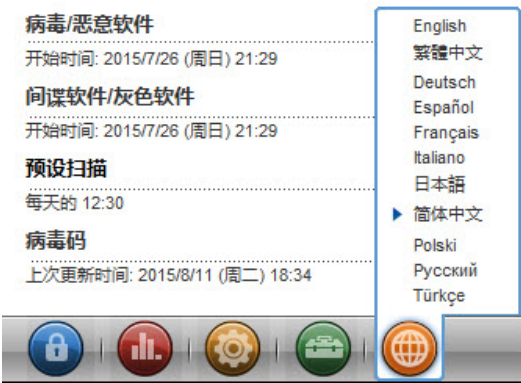 病毒/恶意软件
开始时间: 2015/7/26 (周日) 21:29
间谍软件/灰色软件
开始时间: 2015/7/26 (周日) 21:29
预设扫描
每天的 12:30
病毒码
上次更新时间: 2015/8/11 (周二) 18:34
English
繁體中文
Deutsch
Español
Français
Italiano
日本語
简体中文
Polski
Русский
Türkçe